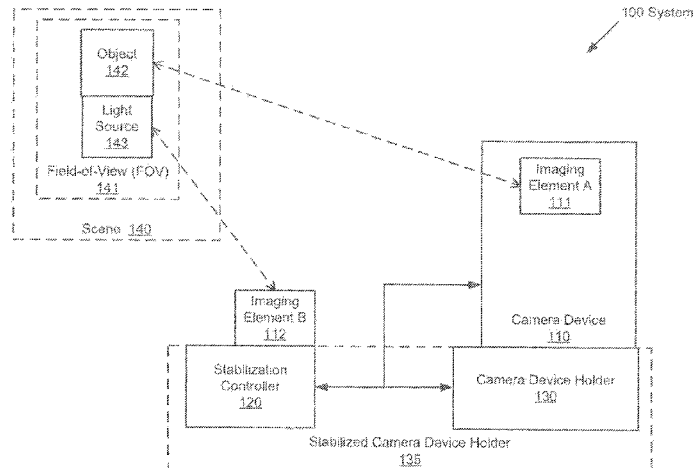 100 System
Object
142
Light
Source
143
Field-of-View (FOV)
141
Scene 140
Imaging
Element A
111
Imaging
Element B
112
Camera Device
110
Stabilization
Controller
120
Camera Device Holder
130
Stabilized Camera Device Holder
135